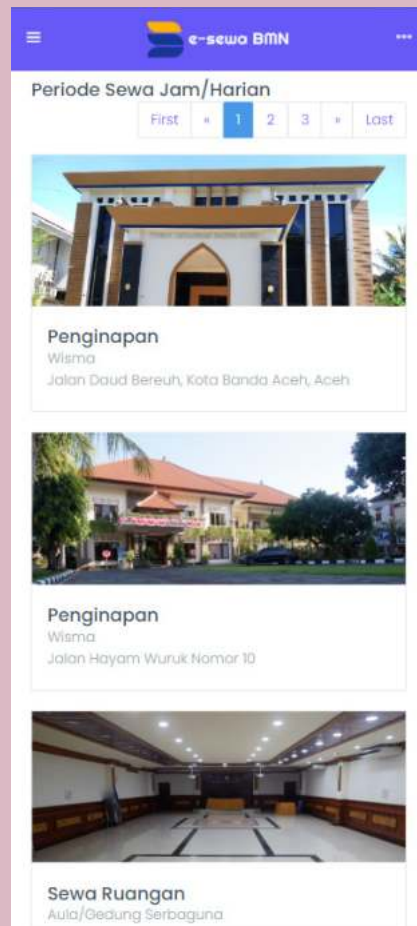 e-sewa BMN
Periode Sewa Jam/Harian
First « 1 2 3 » Last
Penginapan
Wisma
Jalan Daud Bereuh, Kota Banda Aceh, Aceh
Penginapan
Wisma
Jalan Hayam Wuruk Nomor 10
Sewa Ruangan
Aula/Gedung Serbaguna